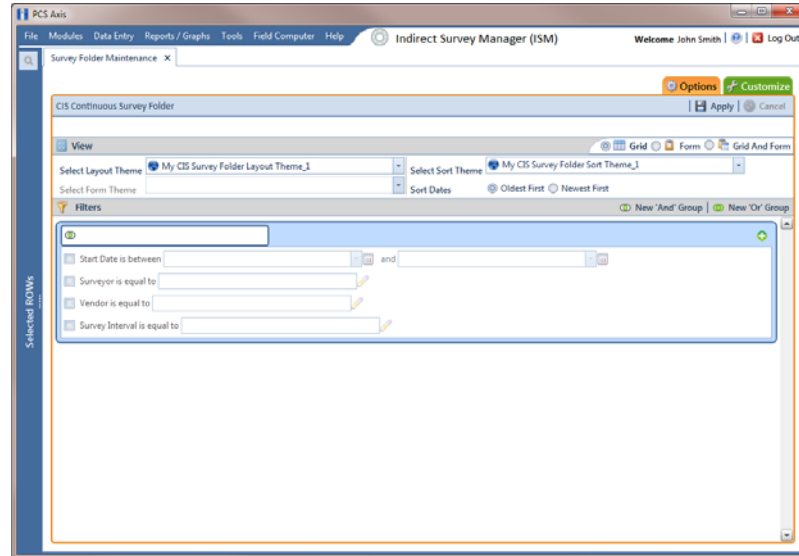 PCS Axis
File Modules Data Entry Reports / Graphs Tools Field Computer Help
Indirect Survey Manager (ISM)
Welcome John Smith | Log Out
Survey Folder Maintenance X
Options Customize
CIS Continuous Survey Folder
Apply | Cancel
View
Grid Form Grid And Form
Select Layout Theme My CIS Survey Folder Layout Theme_1
Select Sort Theme My CIS Survey Folder Sort Theme_1
Select Form Theme
Sort Dates Oldest First Newest First
Filters
New 'And' Group | New 'Or' Group
Start Date is between and
Surveyor is equal to
Vendor is equal to
Survey Interval is equal to
Selected ROWs